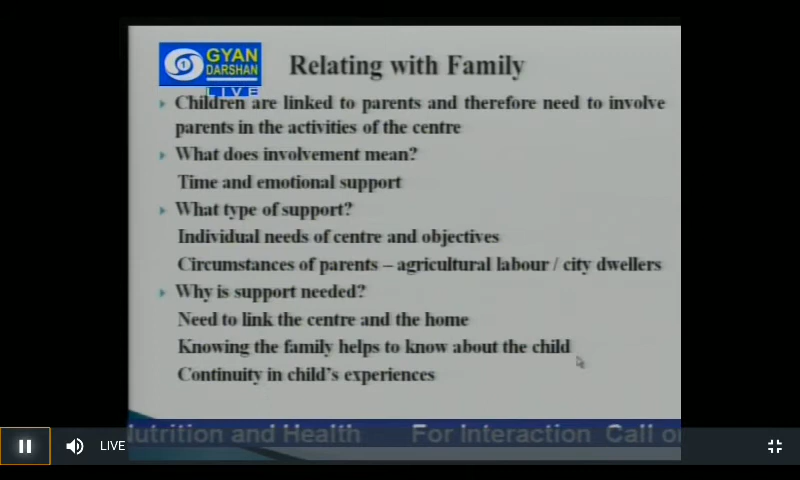 GYAN
DARSHAN
LIVE
Relating with Family
Children are linked to parents and therefore need to involve
parents in the activities of the centre
What does involvement mean?
Time and emotional support
What type of support?
Individual needs of centre and objectives
Circumstances of parents – agricultural labour / city dwellers
Why is support needed?
Need to link the centre and the home
Knowing the family helps to know about the child
Continuity in child's experiences
Nutrition and Health For Interaction Call
LIVE